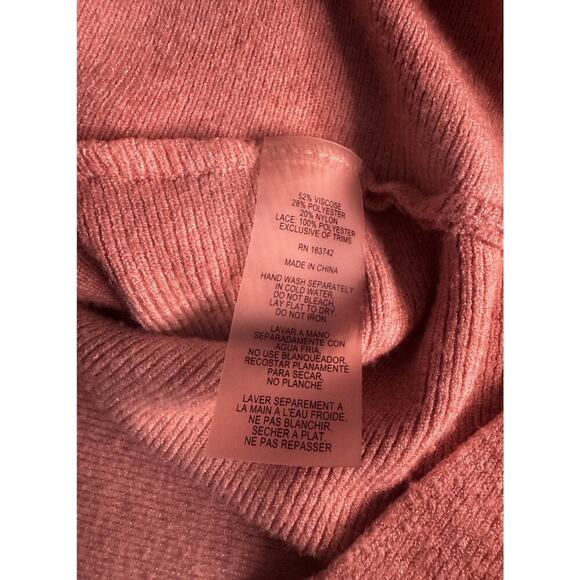 52% VISCOSE
28% POLYESTER
20% NYLON
LACE: 100% POLYESTER
EXCLUSIVE OF TRIMS
RN 163742
MADE IN CHINA
HAND WASH SEPARATELY
IN COLD WATER,
DO NOT BLEACH,
LAY FLAT TO DRY,
DO NOT IRON
LAVAR A MANO
SEPARADAMENTE CON
AGUA FRIA,
NO USE BLANQUEADOR,
RECOSTAR PLANAMENTE
PARA SECAR,
NO PLANCHE
LAVER SEPAREMENT A
LA MAIN À L'EAU FROIDE,
NE PAS BLANCHIR,
SECHER A PLAT
NE PAS REPASSER